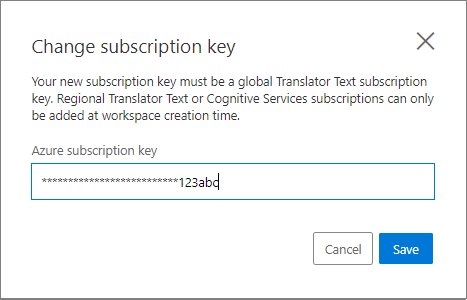 Change subscription key
Your new subscription key must be a global Translator Text subscription
key. Regional Translator Text or Cognitive Services subscriptions can only
be added at workspace creation time.
Azure subscription key
**************************123abc
Cancel
Save